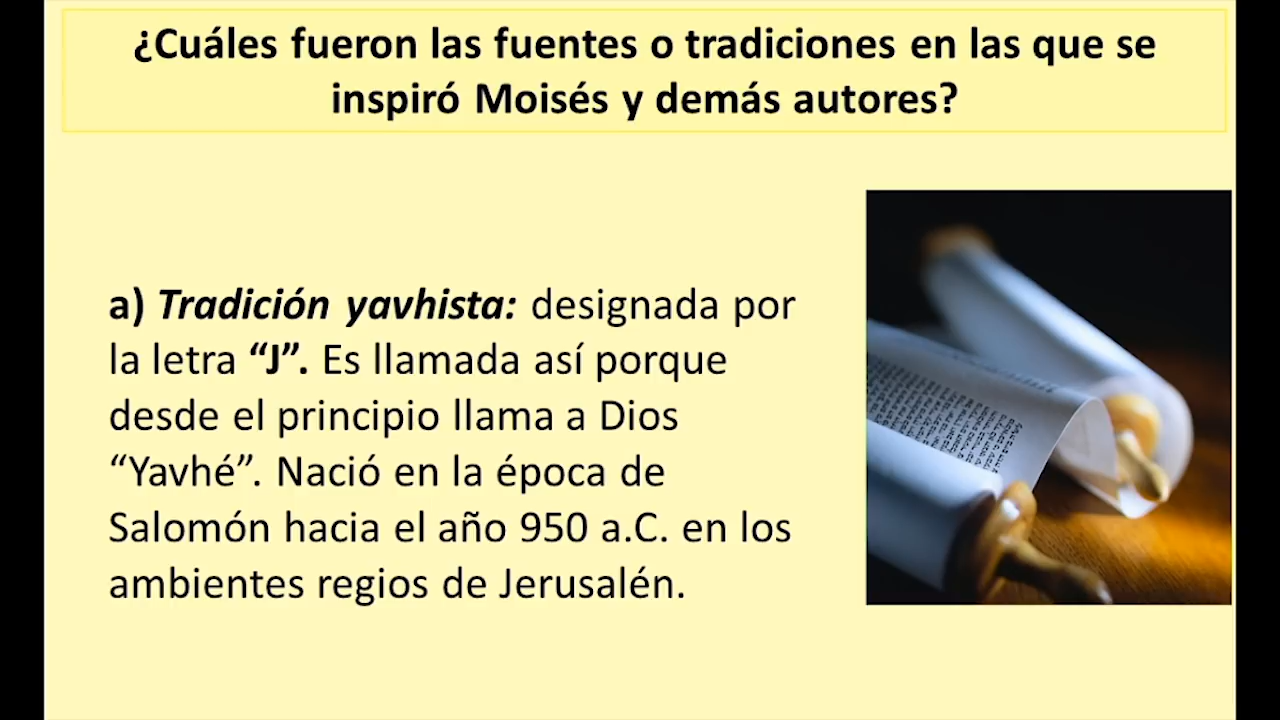 ¿Cuáles fueron las fuentes o tradiciones en las que se
inspiró Moisés y demás autores?
a) Tradición yavhista: designada por
la letra “J”. Es llamada así porque
desde el principio llama a Dios
“Yavhé”. Nació en la época de
Salomón hacia el año 950 a.C. en los
ambientes regios de Jerusalén.